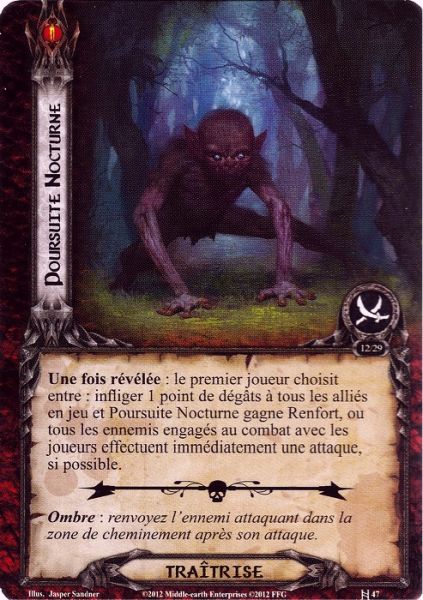 POURSUITE NOCTURNE
12/29
Une fois révélée : le premier joueur choisit
entre : infliger 1 point de dégâts à tous les alliés
en jeu et Poursuite Nocturne gagne Renfort, ou
tous les ennemis engagés au combat avec les
joueurs effectuent immédiatement une attaque,
si possible.
Ombre : renvoyez l'ennemi attaquant dans la
zone de cheminement après son attaque.
TRAÎTRISE
Illus. Jasper Sandner ©2012 Middle-earth Enterprises ©2012 FFG 47